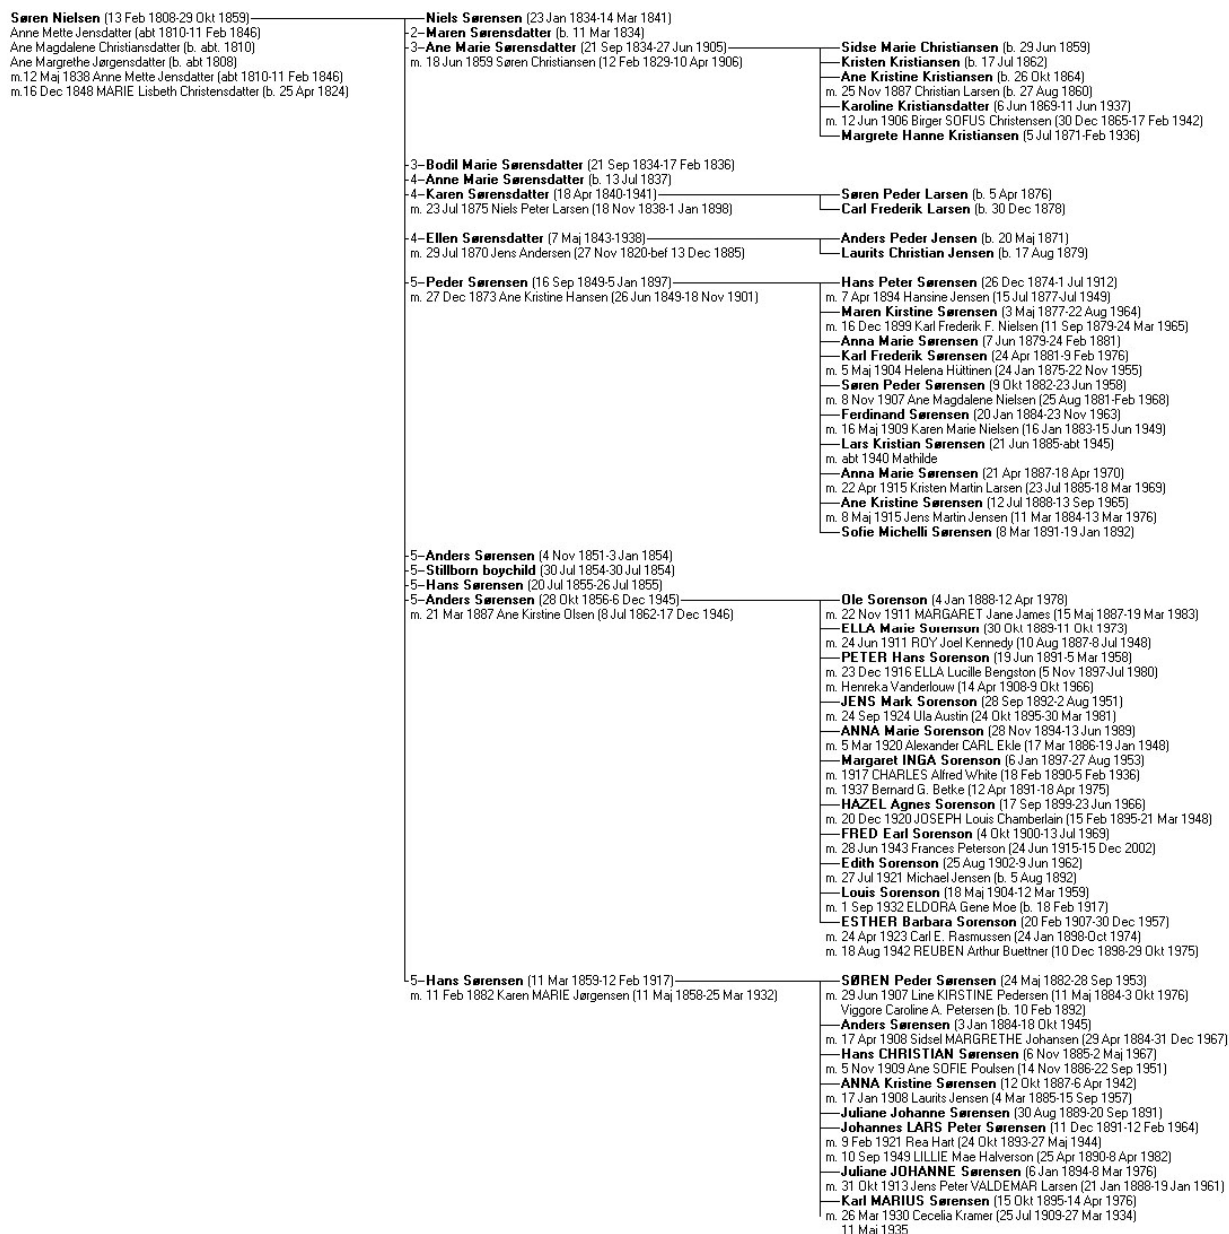 Søren Nielsen (13 Feb 1808-29 Okt 1859)
Anne Mette Jensdatter (abt 1810-11 Feb 1846)
Ane Magdalene Christiansdatter (b. abt. 1810)
Ane Margrethe Jørgensdatter (b. abt 1808)
m.12 Maj 1838 Anne Mette Jensdatter (abt 1810-11 Feb 1846)
m.16 Dec 1848 MARIE Lisbeth Christensdatter (b. 25 Apr 1824)
Niels Sørensen (23 Jan 1834-14 Mar 1841)
2-Maren Sørensdatter (b. 11 Mar 1834)
3-Ane Marie Sørensdatter (21 Sep 1834-27 Jun 1905)
m. 18 Jun 1859 Søren Christiansen (12 Feb 1829-10 Apr 1906)
Sidse Marie Christiansen (b. 29 Jun 1859)
Kristen Kristiansen (b. 17 Jul 1862)
Ane Kristine Kristiansen (b. 26 Okt 1864)
m. 25 Nov 1887 Christian Larsen (b. 27 Aug 1860)
Karoline Kristiansdatter (6 Jun 1869-11 Jun 1937)
m. 12 Jun 1906 Birger SOFUS Christensen (30 Dec 1865-17 Feb 1942)
Margrete Hanne Kristiansen (5 Jul 1871-Feb 1936)
3-Bodil Marie Sørensdatter (21 Sep 1834-17 Feb 1836)
4-Anne Marie Sørensdatter (b. 13 Jul 1837)
4-Karen Sørensdatter (18 Apr 1840-1941)
m. 23 Jul 1875 Niels Peter Larsen (18 Nov 1838-1 Jan 1898)
Søren Peder Larsen (b. 5 Apr 1876)
Carl Frederik Larsen (b. 30 Dec 1878)
4-Ellen Sørensdatter (7 Maj 1843-1938)
m. 29 Jul 1870 Jens Andersen (27 Nov 1820-bef 13 Dec 1885)
Anders Peder Jensen (b. 20 Maj 1871)
Laurits Christian Jensen (b. 17 Aug 1879)
5-Peder Sørensen (16 Sep 1849-5 Jan 1897)
m. 27 Dec 1873 Ane Kristine Hansen (26 Jun 1849-18 Nov 1901)
Hans Peter Sørensen (26 Dec 1874-1 Jul 1912)
m. 7 Apr 1894 Hansine Jensen (15 Jul 1877-Jul 1949)
Maren Kirstine Sørensen (3 Maj 1877-22 Aug 1964)
m. 16 Dec 1899 Karl Frederik F. Nielsen (11 Sep 1879-24 Mar 1965)
Anna Marie Sørensen (7 Jun 1879-24 Feb 1881)
Karl Frederik Sørensen (24 Apr 1881-9 Feb 1976)
m. 5 Maj 1904 Helena Hüttinen (24 Jan 1875-22 Nov 1955)
Søren Peder Sørensen (9 Okt 1882-23 Jun 1958)
m. 8 Nov 1907 Ane Magdalene Nielsen (25 Aug 1881-Feb 1968)
Ferdinand Sørensen (20 Jan 1884-23 Nov 1963)
m. 16 Maj 1909 Karen Marie Nielsen (16 Jan 1883-15 Jun 1949)
Lars Kristian Sørensen (21 Jun 1885-abt 1945)
m. abt 1940 Mathilde
Anna Marie Sørensen (21 Apr 1887-18 Apr 1970)
m. 22 Apr 1915 Kristen Martin Larsen (23 Jul 1885-18 Mar 1969)
Ane Kristine Sørensen (12 Jul 1888-13 Sep 1965)
m. 8 Maj 1915 Jens Martin Jensen (11 Mar 1884-13 Mar 1976)
Sofie Michelli Sørensen (8 Mar 1891-19 Jan 1892)
5-Anders Sørensen (4 Nov 1851-3 Jan 1854)
5-Stillborn boychild (30 Jul 1854-30 Jul 1854)
5-Hans Sørensen (20 Jul 1855-26 Jul 1855)
5-Anders Sørensen (28 Okt 1856-6 Dec 1945)
m. 21 Mar 1887 Ane Kirstine Olsen (8 Jul 1862-17 Dec 1946)
Ole Sorenson (4 Jan 1888-12 Apr 1978)
m. 22 Nov 1911 MARGARET Jane James (15 Maj 1887-19 Mar 1983)
ELLA Marie Sorenson (30 Okt 1889-11 Okt 1973)
m. 24 Jun 1911 ROY Joel Kennedy (10 Aug 1887-8 Jul 1948)
PETER Hans Sorenson (19 Jun 1891-5 Mar 1958)
m. 23 Dec 1916 ELLA Lucille Bengston (5 Nov 1897-Jul 1980)
m. Henreka Vanderlouw (14 Apr 1908-9 Okt 1966)
JENS Mark Sorenson (28 Sep 1892-2 Aug 1951)
m. 24 Sep 1924 Ula Austin (24 Okt 1895-30 Mar 1981)
ANNA Marie Sorenson (28 Nov 1894-13 Jun 1989)
m. 5 Mar 1920 Alexander CARL Ekle (17 Mar 1886-19 Jan 1948)
Margaret INGA Sorenson (6 Jan 1897-27 Aug 1953)
m. 1917 CHARLES Alfred White (18 Feb 1890-5 Feb 1936)
m. 1937 Bernard G. Betke (12 Apr 1891-18 Apr 1975)
HAZEL Agnes Sorenson (17 Sep 1899-23 Jun 1966)
m. 20 Dec 1920 JOSEPH Louis Chamberlain (15 Feb 1895-21 Mar 1948)
FRED Earl Sorenson (4 Okt 1900-13 Jul 1969)
m. 28 Jun 1943 Frances Peterson (24 Jun 1915-15 Dec 2002)
Edith Sorenson (25 Aug 1902-9 Jun 1962)
m. 27 Jul 1921 Michael Jensen (b. 5 Aug 1892)
Louis Sorenson (18 Maj 1904-12 Mar 1959)
m. 1 Sep 1932 ELDORA Gene Moe (b. 18 Feb 1917)
ESTHER Barbara Sorenson (20 Feb 1907-30 Dec 1957)
m. 24 Apr 1923 Carl E. Rasmussen (24 Jan 1898-Oct 1974)
m. 18 Aug 1942 REUBEN Arthur Buettner (10 Dec 1898-29 Okt 1975)
5-Hans Sørensen (11 Mar 1859-12 Feb 1917)
m. 11 Feb 1882 Karen MARIE Jørgensen (11 Maj 1858-25 Mar 1932)
SØREN Peder Sørensen (24 Maj 1882-28 Sep 1953)
m. 29 Jun 1907 Line KIRSTINE Pedersen (11 Maj 1884-3 Okt 1976)
Viggore Caroline A. Petersen (b. 10 Feb 1892)
Anders Sørensen (3 Jan 1884-18 Okt 1945)
m. 17 Apr 1908 Sidsel MARGRETHE Johansen (29 Apr 1884-31 Dec 1967)
Hans CHRISTIAN Sørensen (6 Nov 1885-2 Maj 1967)
m. 5 Nov 1909 Ane SOFIE Poulsen (14 Nov 1886-22 Sep 1951)
ANNA Kristine Sørensen (12 Okt 1887-6 Apr 1942)
m. 17 Jan 1908 Laurits Jensen (4 Mar 1885-15 Sep 1957)
Juliane Johanne Sørensen (30 Aug 1889-20 Sep 1891)
Johannes LARS Peter Sørensen (11 Dec 1891-12 Feb 1964)
m. 9 Feb 1921 Rea Hart (24 Okt 1893-27 Maj 1944)
m. 10 Sep 1949 LILLIE Mae Halverson (25 Apr 1890-8 Apr 1982)
Juliane JOHANNE Sørensen (6 Jan 1894-8 Mar 1976)
m. 31 Okt 1913 Jens Peter VALDEMAR Larsen (21 Jan 1888-19 Jan 1961)
Karl MARIUS Sørensen (15 Okt 1895-14 Apr 1976)
m. 26 Mar 1930 Cecelia Kramer (25 Jul 1909-27 Mar 1934)
11 Maj 1935